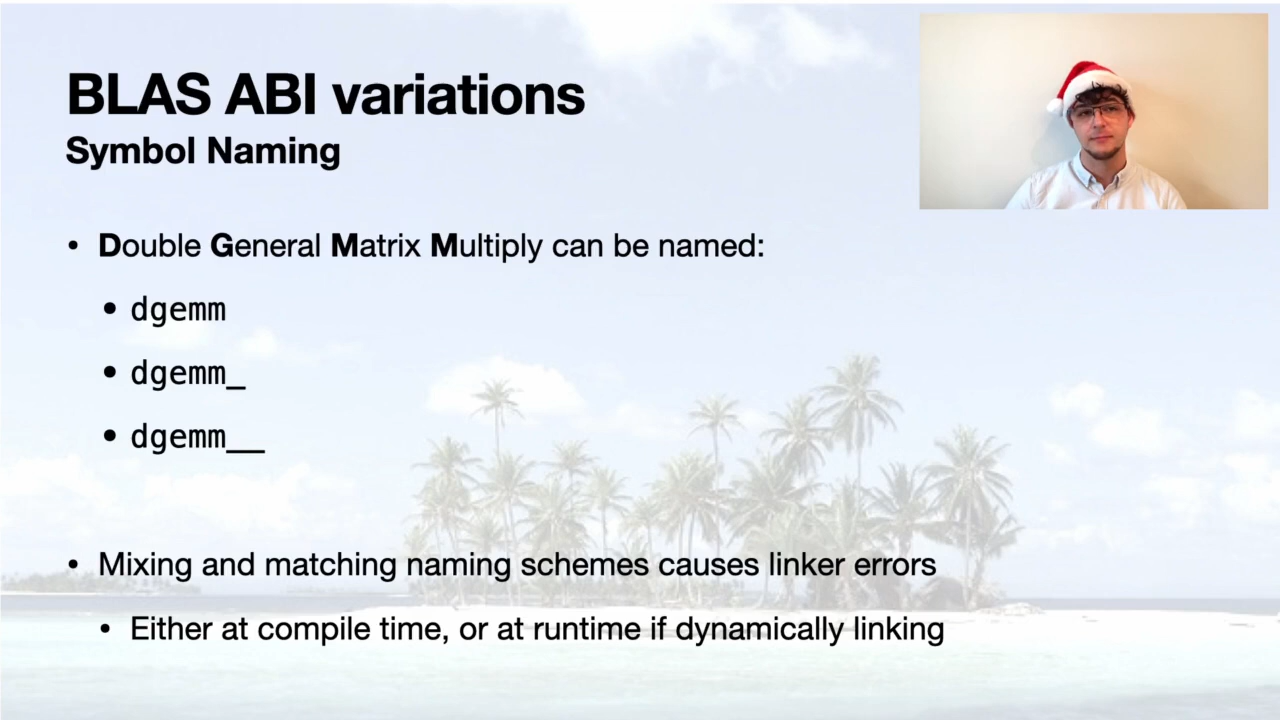 BLAS ABI variations
Symbol Naming
• Double General Matrix Multiply can be named:
• dgemm
• dgemm_
• dgemm__
• Mixing and matching naming schemes causes linker errors
• Either at compile time, or at runtime if dynamically linking